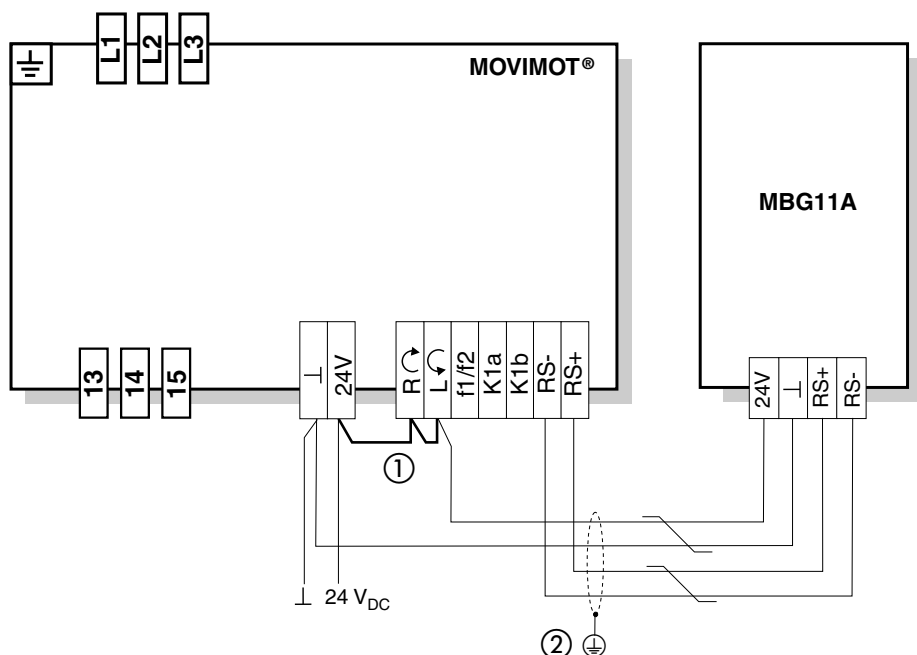 L1 L2 L3
MOVIMOT®
MBG11A
13 14 15
⊥ 24V
R L f1/f2 K1a K1b RS- RS+
24V ⊥ RS+ RS-
①
⊥ 24 VDC
②